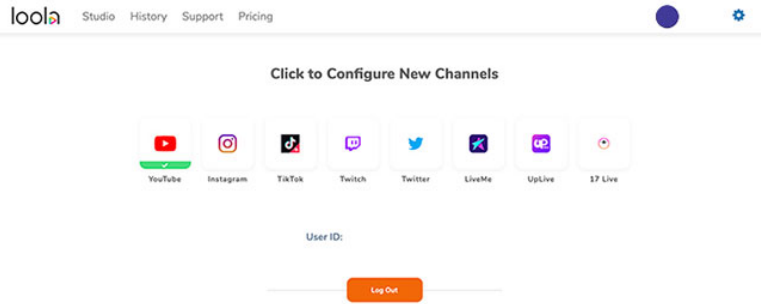 loola Studio History Support Pricing
Click to Configure New Channels
YouTube Instagram TikTok Twitch Twitter LiveMe UpLive 17 Live
User ID:
Log Out